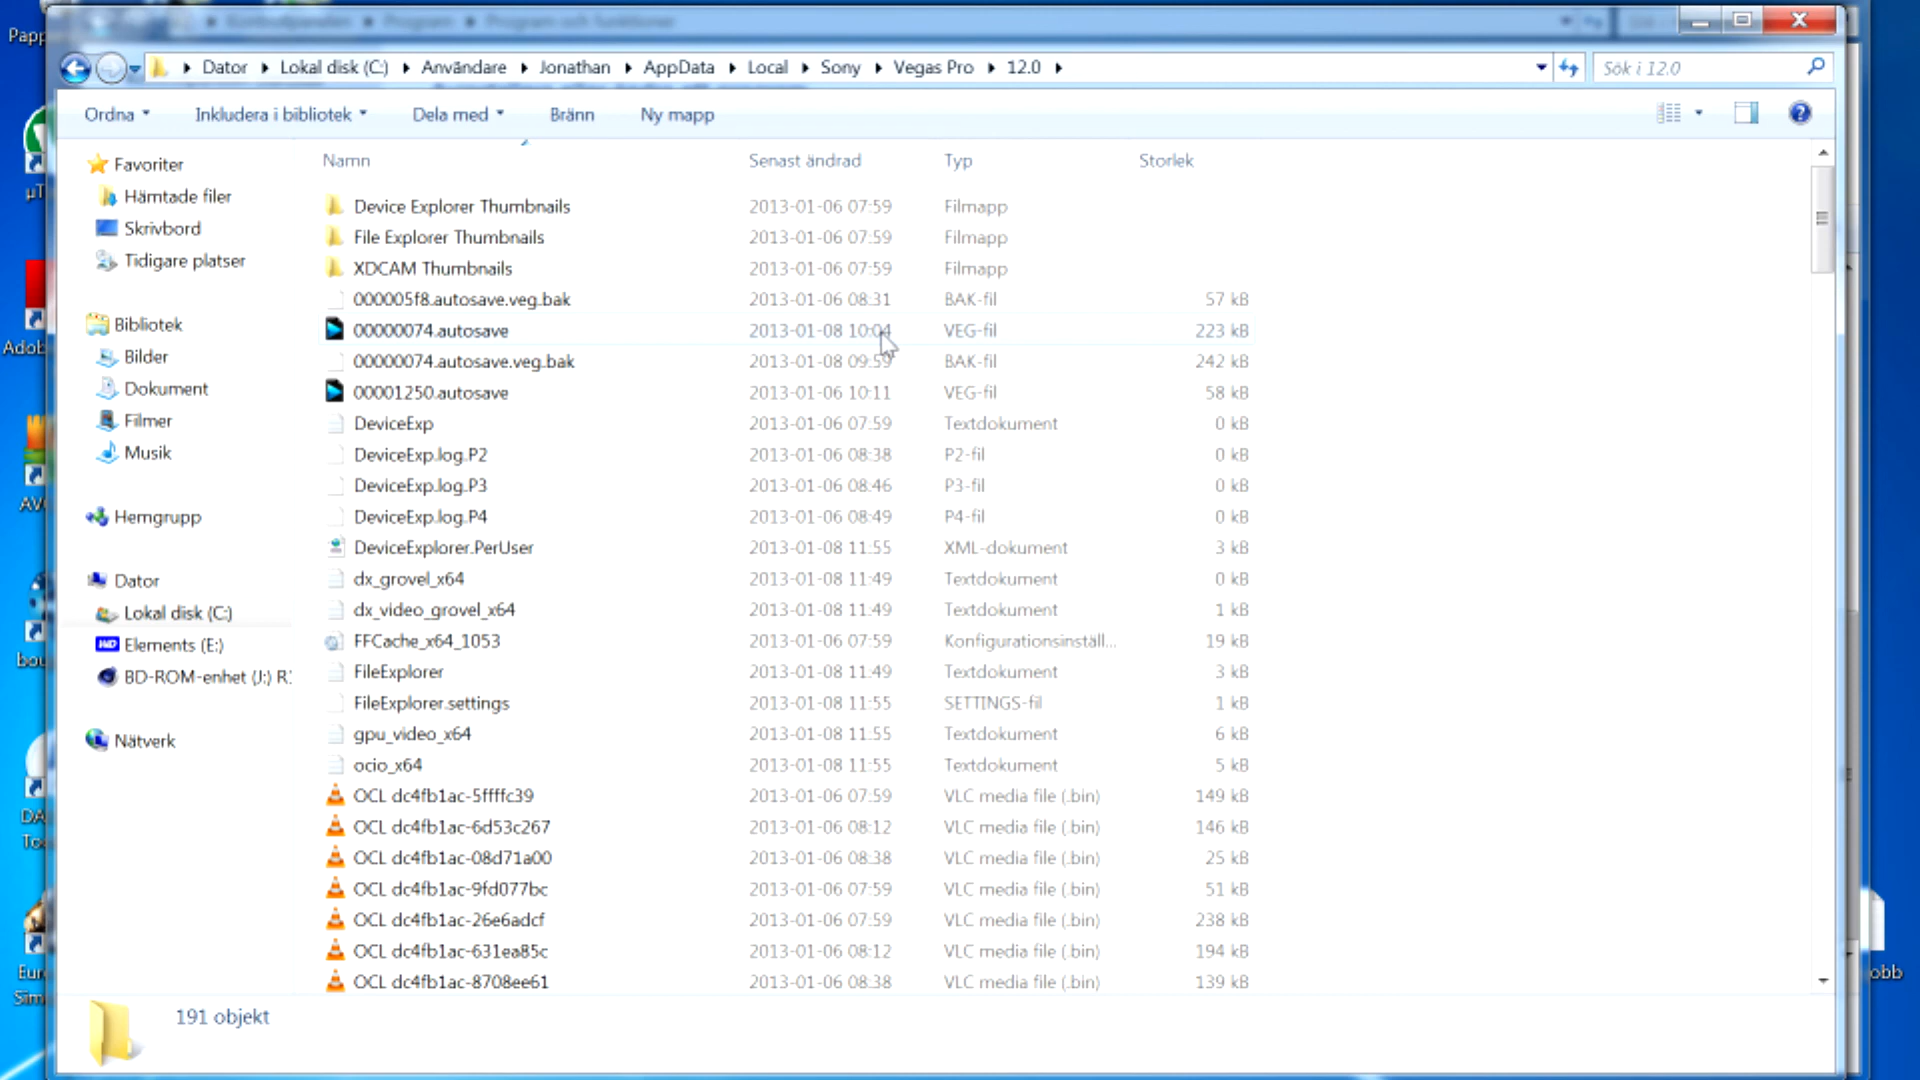 Kontrollpanelen ▸ Program ▸ Program och funktioner
Papp
Dator ▸ Lokal disk (C:) ▸ Användare ▸ Jonathan ▸ AppData ▸ Local ▸ Sony ▸ Vegas Pro ▸ 12.0 ▸
Sök i 12.0
Ordna Inkludera i bibliotek Dela med Bränn Ny mapp
Namn Senast ändrad Typ Storlek
Favoriter
Hämtade filer
Skrivbord
Tidigare platser
Bibliotek
Bilder
Dokument
Filmer
Musik
Hemgrupp
Dator
Lokal disk (C:)
Elements (E:)
BD-ROM-enhet (J:) R
Nätverk
Device Explorer Thumbnails 2013-01-06 07:59 Filmapp
File Explorer Thumbnails 2013-01-06 07:59 Filmapp
XDCAM Thumbnails 2013-01-06 07:59 Filmapp
000005f8.autosave.veg.bak 2013-01-06 08:31 BAK-fil 57 kB
00000074.autosave 2013-01-08 10:04 VEG-fil 223 kB
00000074.autosave.veg.bak 2013-01-08 09:59 BAK-fil 242 kB
00001250.autosave 2013-01-06 10:11 VEG-fil 58 kB
DeviceExp 2013-01-06 07:59 Textdokument 0 kB
DeviceExp.log.P2 2013-01-06 08:38 P2-fil 0 kB
DeviceExp.log.P3 2013-01-06 08:46 P3-fil 0 kB
DeviceExp.log.P4 2013-01-06 08:49 P4-fil 0 kB
DeviceExplorer.PerUser 2013-01-08 11:55 XML-dokument 3 kB
dx_grovel_x64 2013-01-08 11:49 Textdokument 0 kB
dx_video_grovel_x64 2013-01-08 11:49 Textdokument 1 kB
FFCache_x64_1053 2013-01-06 07:59 Konfigurationsinställ... 19 kB
FileExplorer 2013-01-08 11:49 Textdokument 3 kB
FileExplorer.settings 2013-01-08 11:55 SETTINGS-fil 1 kB
gpu_video_x64 2013-01-08 11:55 Textdokument 6 kB
ocio_x64 2013-01-08 11:55 Textdokument 5 kB
OCL dc4fb1ac-5ffffc39 2013-01-06 07:59 VLC media file (.bin) 149 kB
OCL dc4fb1ac-6d53c267 2013-01-06 08:12 VLC media file (.bin) 146 kB
OCL dc4fb1ac-08d71a00 2013-01-06 08:38 VLC media file (.bin) 25 kB
OCL dc4fb1ac-9fd077bc 2013-01-06 07:59 VLC media file (.bin) 51 kB
OCL dc4fb1ac-26e6adcf 2013-01-06 07:59 VLC media file (.bin) 238 kB
OCL dc4fb1ac-631ea85c 2013-01-06 08:12 VLC media file (.bin) 194 kB
OCL dc4fb1ac-8708ee61 2013-01-06 08:38 VLC media file (.bin) 139 kB
191 objekt
µT
Adob
AV
bou
DA
Too
Eur
Sim
obb